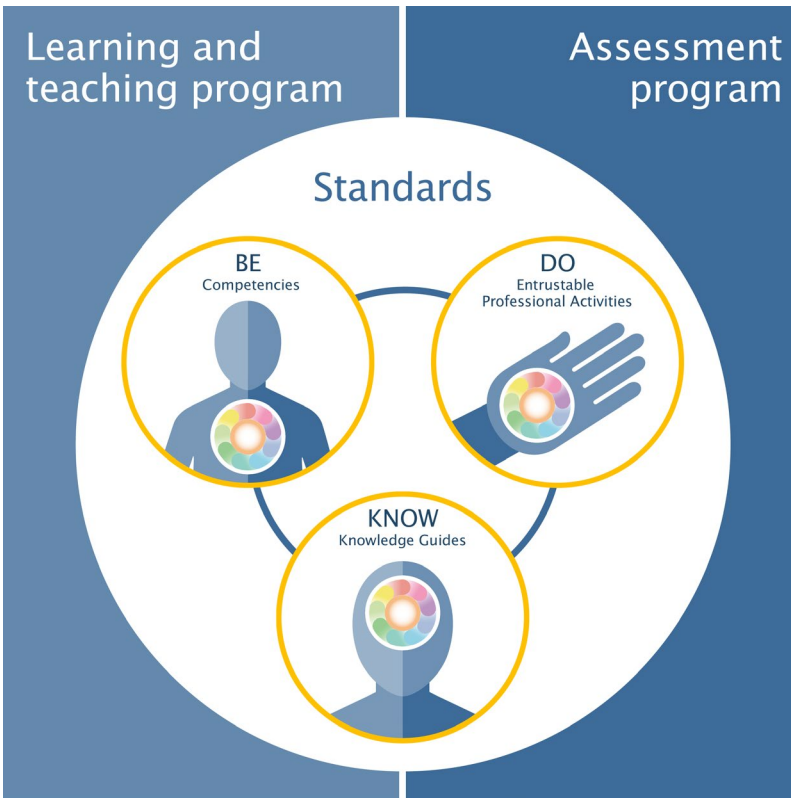 Learning and
teaching program
Assessment
program
Standards
BE
Competencies
DO
Entrustable
Professional Activities
KNOW
Knowledge Guides